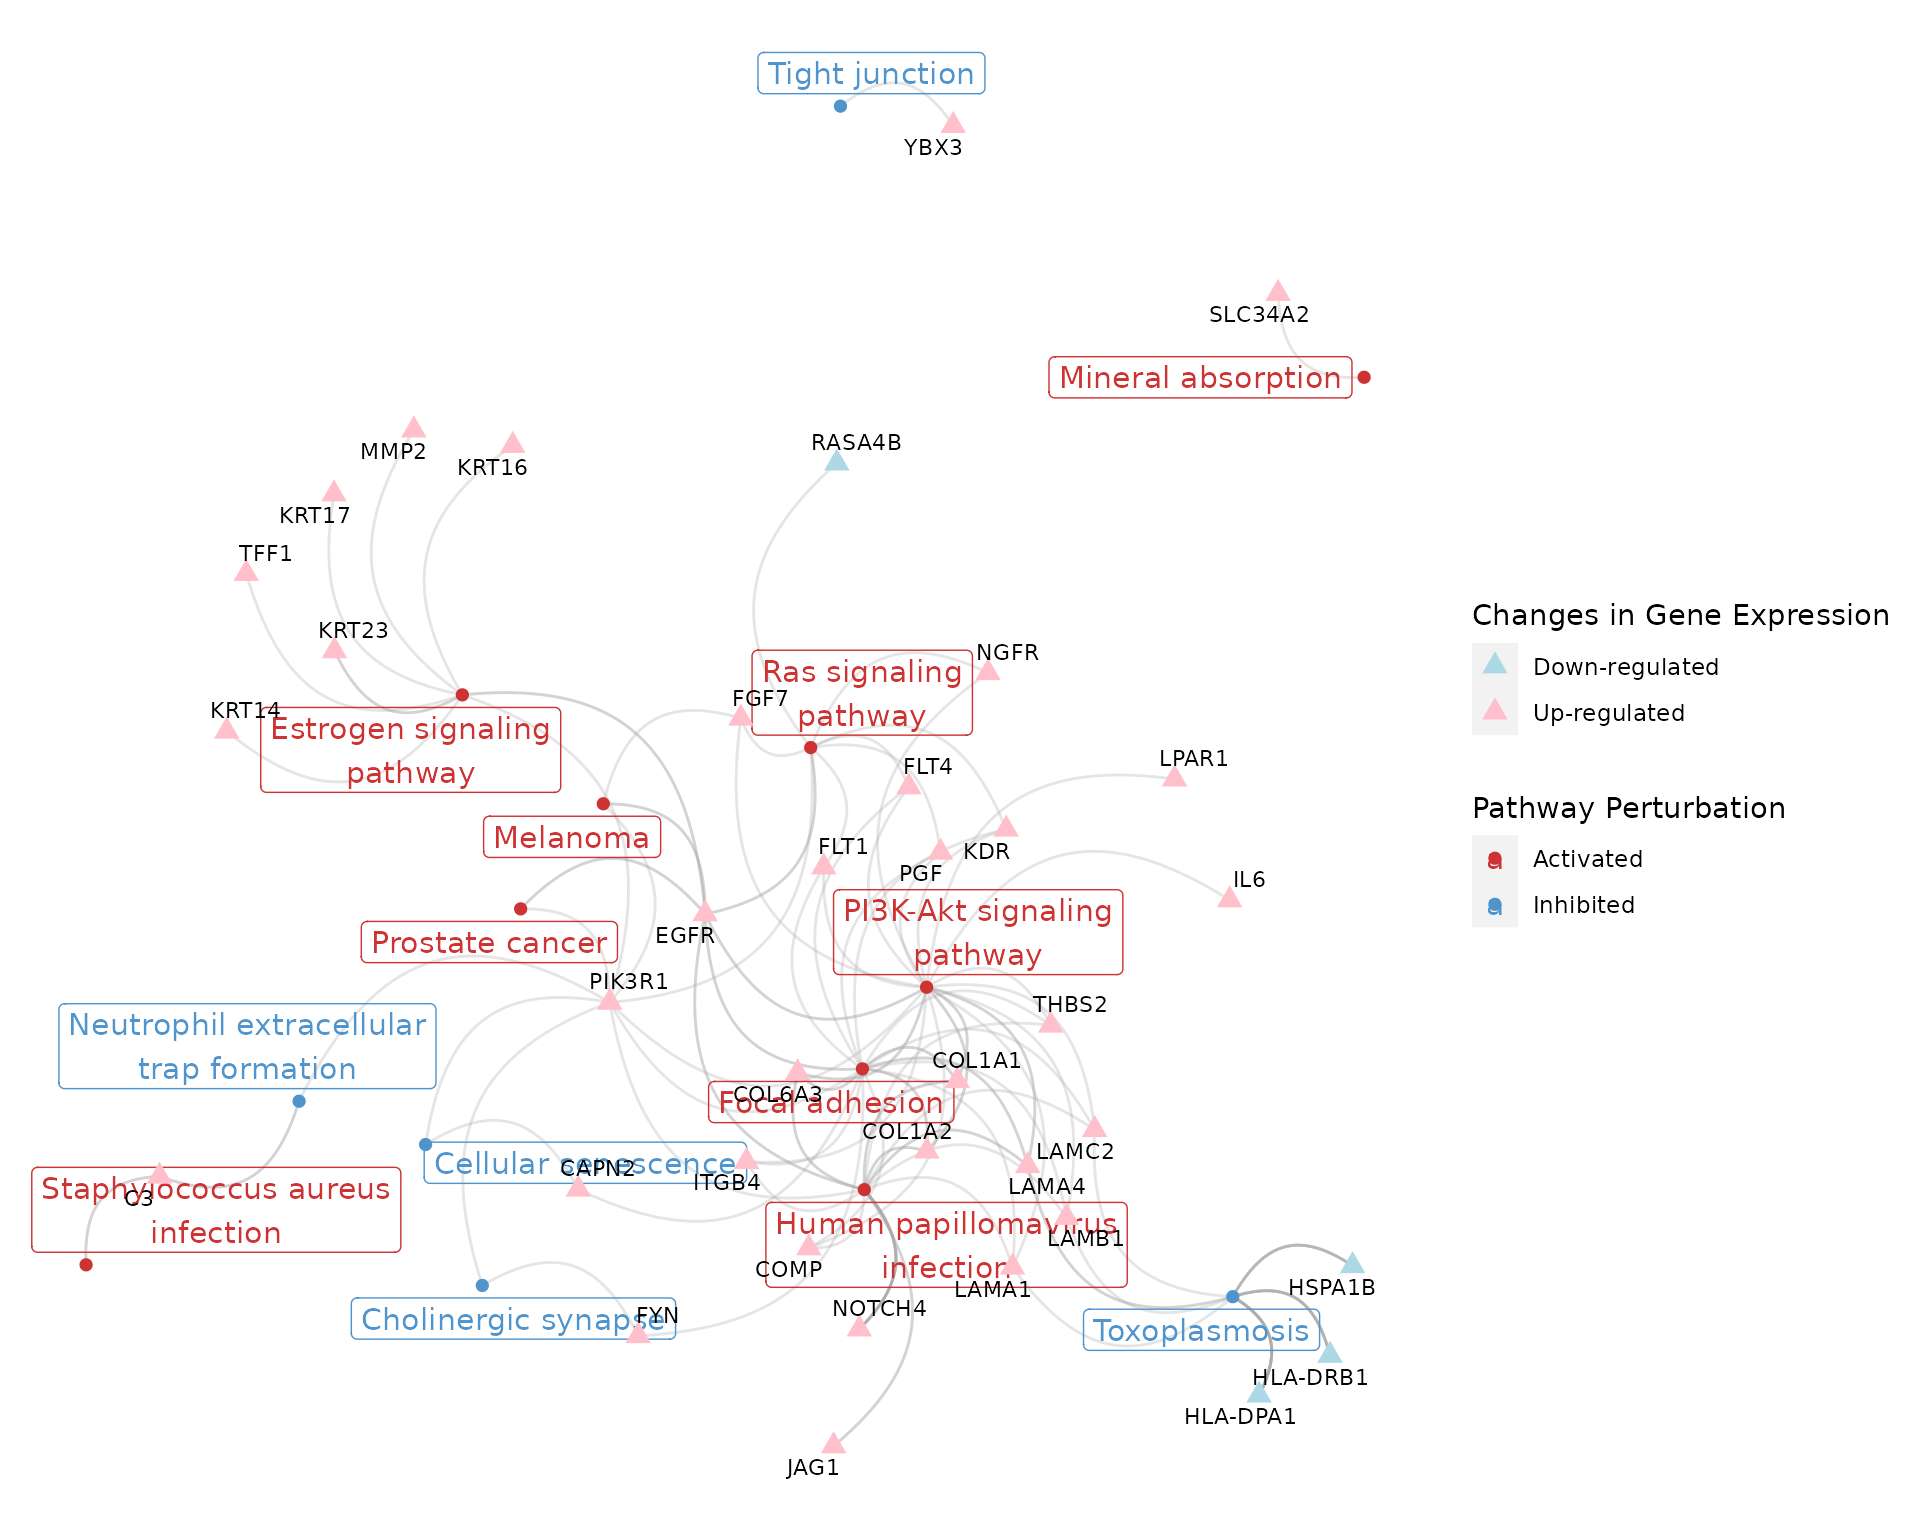 Tight junction
YBX3
SLC34A2
Mineral absorption
MMP2
KRT16
RASA4B
KRT17
TFF1
KRT23
KRT14
Estrogen signaling
pathway
NGFR
Ras signaling
pathway
FGF7
FLT4
LPAR1
Melanoma
FLT1
KDR
PGF
IL6
PI3K-Akt signaling
pathway
Prostate cancer
EGFR
PIK3R1
THBS2
Neutrophil extracellular
trap formation
COL1A1
COL6A3
Focal adhesion
COL1A2
Cellular senescence
CAPN2
ITGB4
LAMC2
LAMA4
Staphylococcus aureus
infection
C3
Human papillomavirus
infection
LAMB1
COMP
LAMA1
HSPA1B
NOTCH4
Cholinergic synapse
FYN
Toxoplasmosis
HLA-DRB1
HLA-DPA1
JAG1
Changes in Gene Expression
Down-regulated
Up-regulated
Pathway Perturbation
a
Activated
a
Inhibited